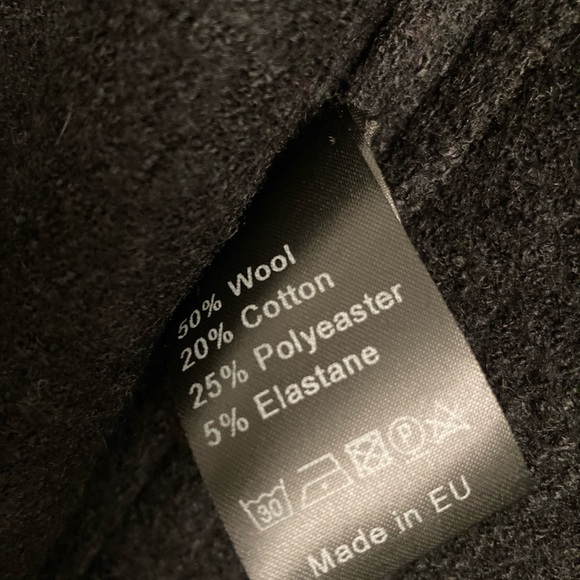 50% Wool
20% Cotton
25% Polyeaster
5% Elastane
30 P
Made in EU